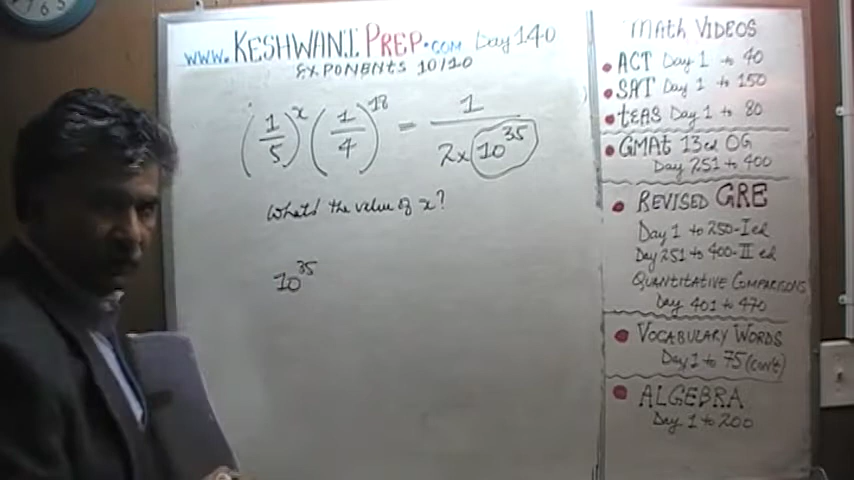 www.KESHWANIPREP.com Day 140
EXPONENTS 10/10
(1/5)^x (1/4)^18 = 1/(2x10^35)
What's the value of x?
10^35
MATH VIDEOS
ACT Day 1 to 40
SAT Day 1 to 150
tEAS Day 1 to 80
GMAt 13ed OG
Day 251 to 400
REVISED GRE
Day 1 to 250-I ed
Day 251 to 400-II ed
QUANTITATIVE COMPARISONS
Day 401 to 470
VOCABULARY WORDS
Day 1 to 75 (con't)
ALGEBRA
Day 1 to 200